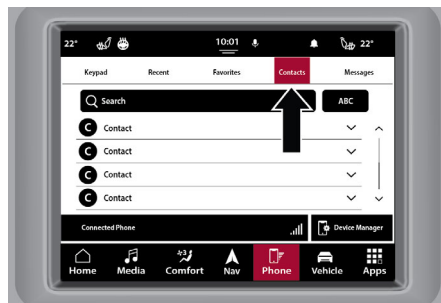 22° 10:01 22°
Keypad Recent Favorites Contacts Messages
Search ABC
C Contact
C Contact
C Contact
C Contact
Connected Phone Device Manager
Home Media Comfort Nav Phone Vehicle Apps